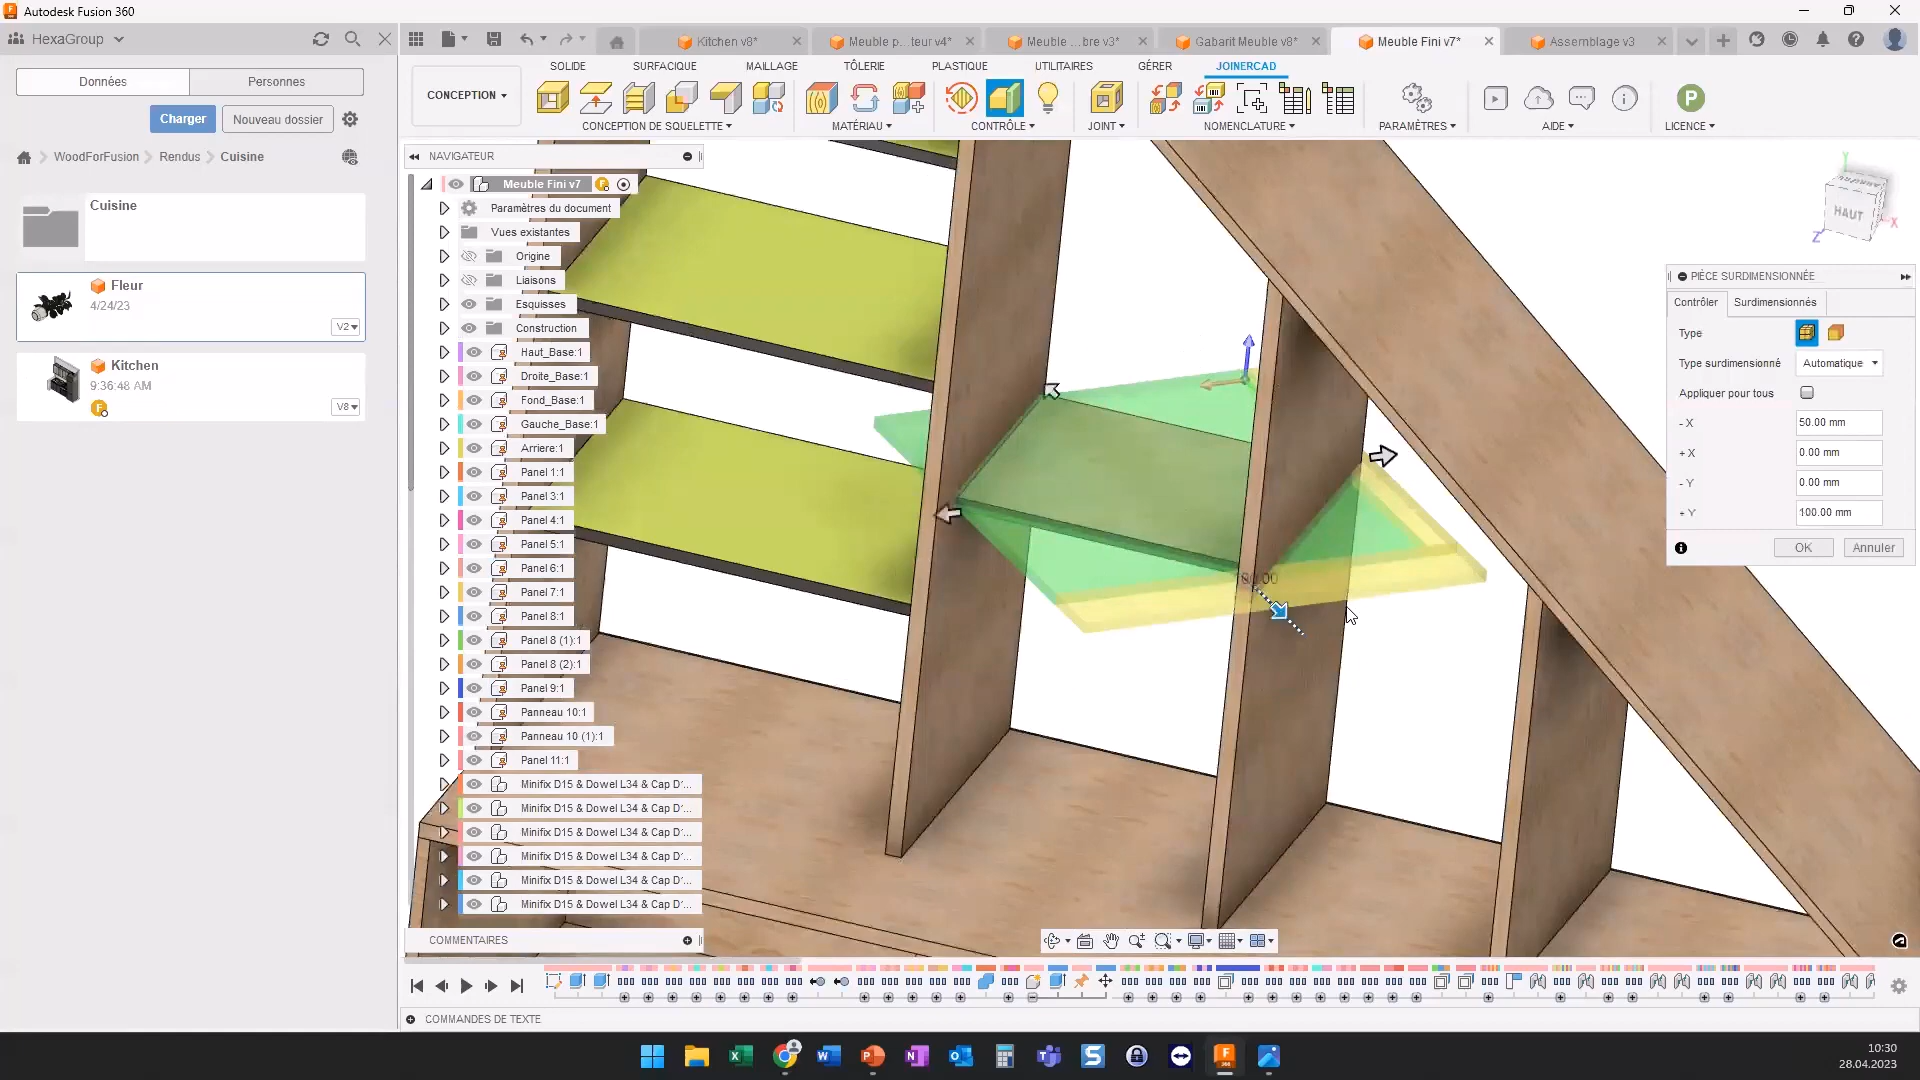 Autodesk Fusion 360
HexaGroup
Kitchen v8*
Meuble p...teur v4*
Meuble ...bre v3*
Gabarit Meuble v8*
Meuble Fini v7*
Assemblage v3
Données
Personnes
Charger
Nouveau dossier
WoodForFusion
Rendus
Cuisine
Cuisine
Fleur
4/24/23
V2
Kitchen
9:36:48 AM
V8
CONCEPTION
SOLIDE
SURFACIQUE
MAILLAGE
TÔLERIE
PLASTIQUE
UTILITAIRES
GÉRER
JOINERCAD
CONCEPTION DE SQUELETTE
MATÉRIAU
CONTRÔLE
JOINT
NOMENCLATURE
PARAMÈTRES
AIDE
LICENCE
NAVIGATEUR
Meuble Fini v7
Paramètres du document
Vues existantes
Origine
Liaisons
Esquisses
Construction
Haut_Base:1
Droite_Base:1
Fond_Base:1
Gauche_Base:1
Arriere:1
Panel 1:1
Panel 3:1
Panel 4:1
Panel 5:1
Panel 6:1
Panel 7:1
Panel 8:1
Panel 8 (1):1
Panel 8 (2):1
Panel 9:1
Panneau 10:1
Panneau 10 (1):1
Panel 11:1
Minifix D15 & Dowel L34 & Cap D'...
Minifix D15 & Dowel L34 & Cap D'...
Minifix D15 & Dowel L34 & Cap D'...
Minifix D15 & Dowel L34 & Cap D'...
Minifix D15 & Dowel L34 & Cap D'...
Minifix D15 & Dowel L34 & Cap D'...
COMMENTAIRES
Y
HAUT
X
Z
PIÈCE SURDIMENSIONNÉE
Contrôler
Surdimensionnés
Type
Type surdimensionné
Automatique
Appliquer pour tous
- X
50.00 mm
+ X
0.00 mm
- Y
0.00 mm
+ Y
100.00 mm
OK
Annuler
COMMANDES DE TEXTE
10:30
28.04.2023